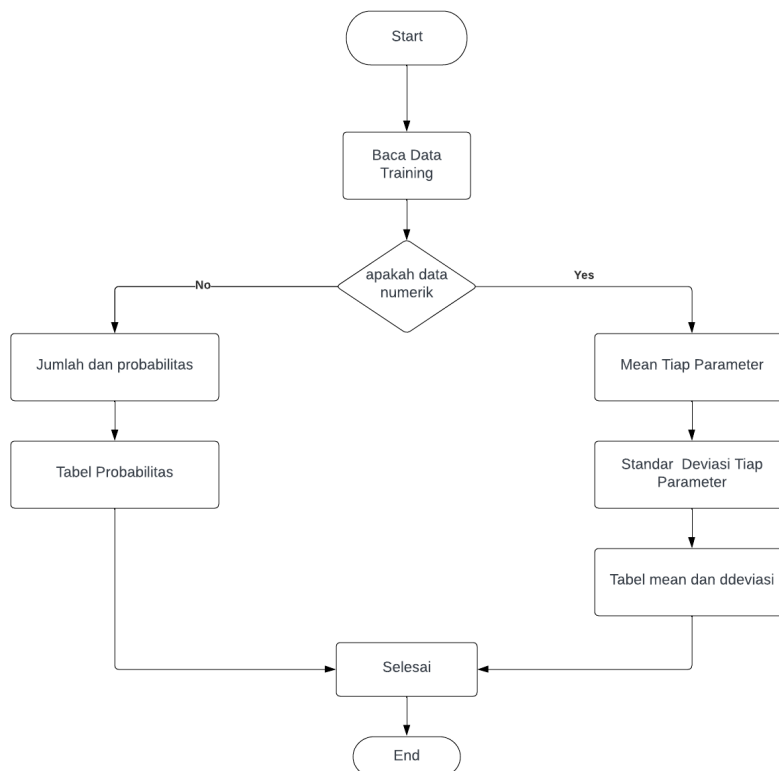 Start
Baca Data
Training
apakah data
numerik
No
Yes
Jumlah dan probabilitas
Mean Tiap Parameter
Tabel Probabilitas
Standar Deviasi Tiap
Parameter
Tabel mean dan ddeviasi
Selesai
End